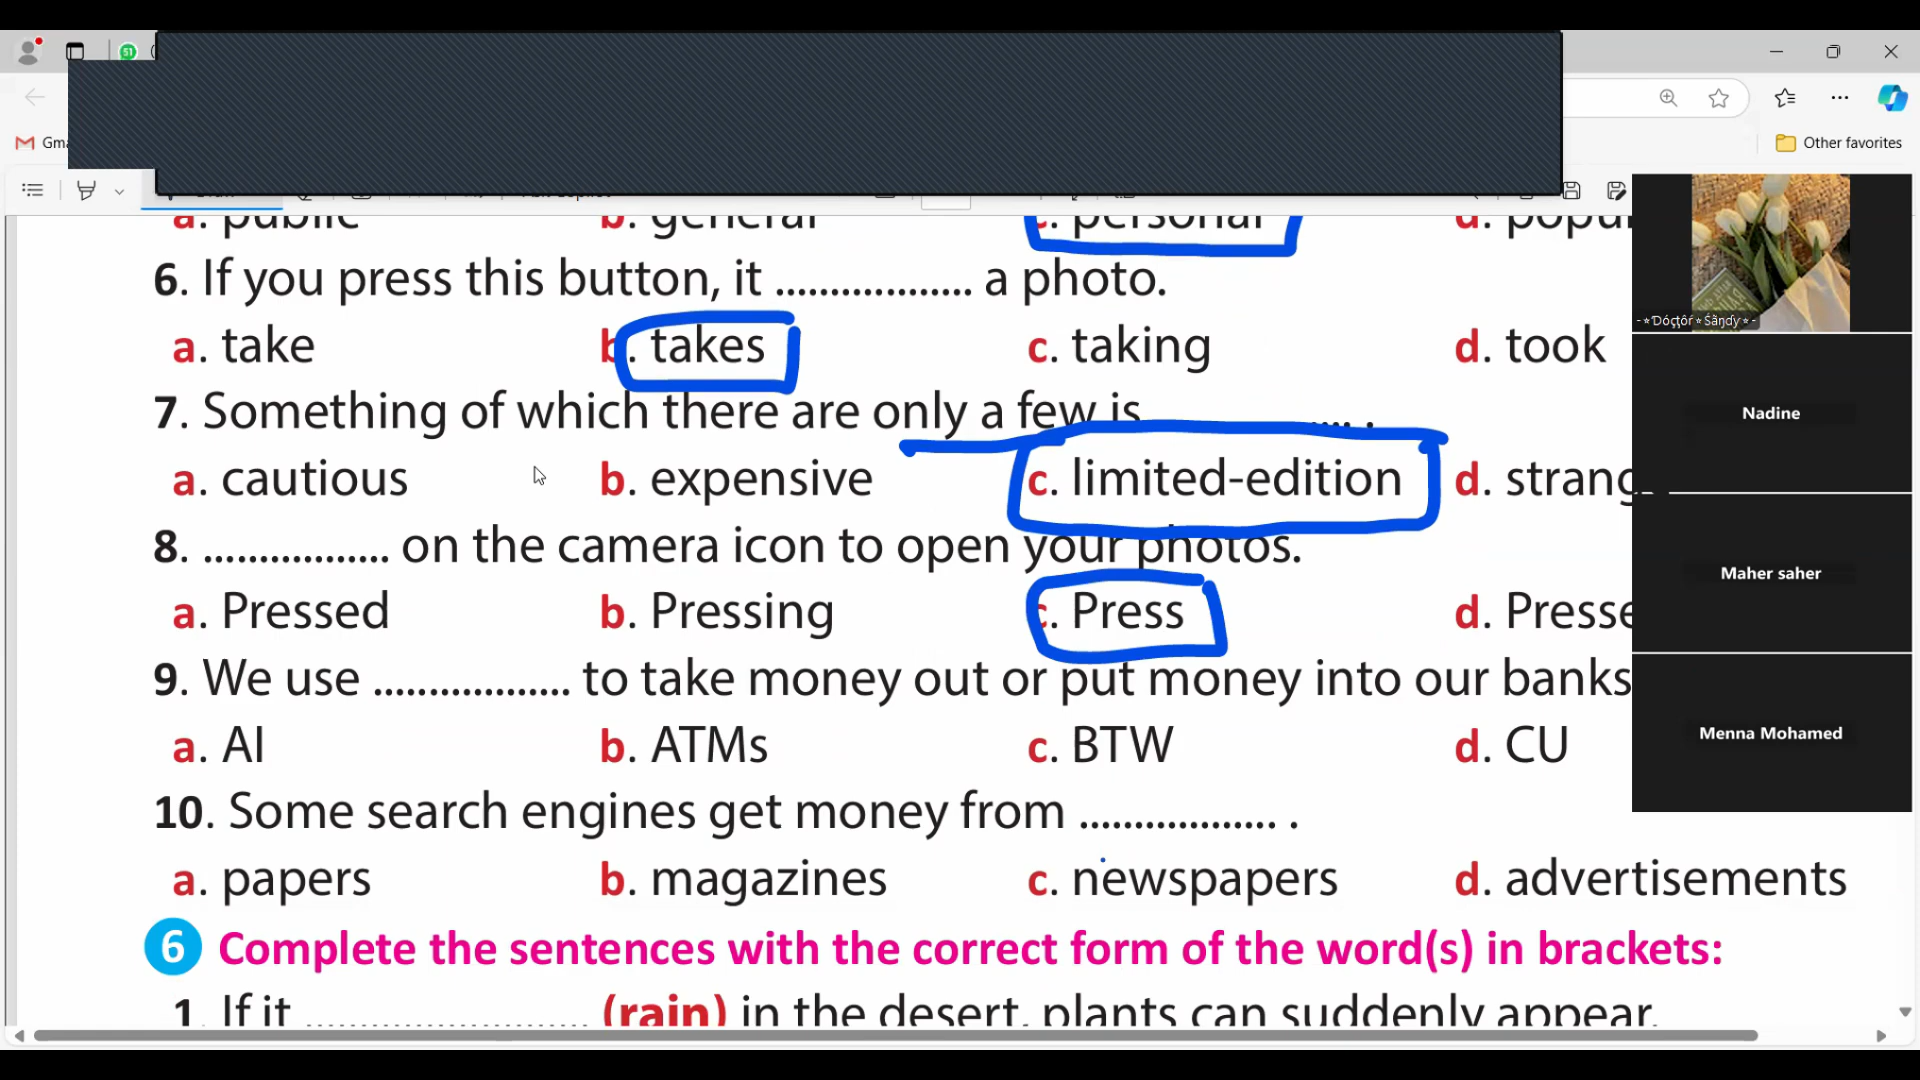 51
Other favorites
a. public b. general c. personal
6. If you press this button, it .................. a photo.
a. take b. takes c. taking d. took
7. Something of which there are only a few is .... .
a. cautious b. expensive c. limited-edition d. strang
8. ................. on the camera icon to open your photos.
a. Pressed b. Pressing c. Press d. Presse
9. We use .................. to take money out or put money into our banks
a. AI b. ATMs c. BTW d. CU
10. Some search engines get money from .................. .
a. papers b. magazines c. newspapers d. advertisements
6 Complete the sentences with the correct form of the word(s) in brackets:
1. If it .......................... (rain) in the desert, plants can suddenly appear.
Nadine
Maher saher
Menna Mohamed